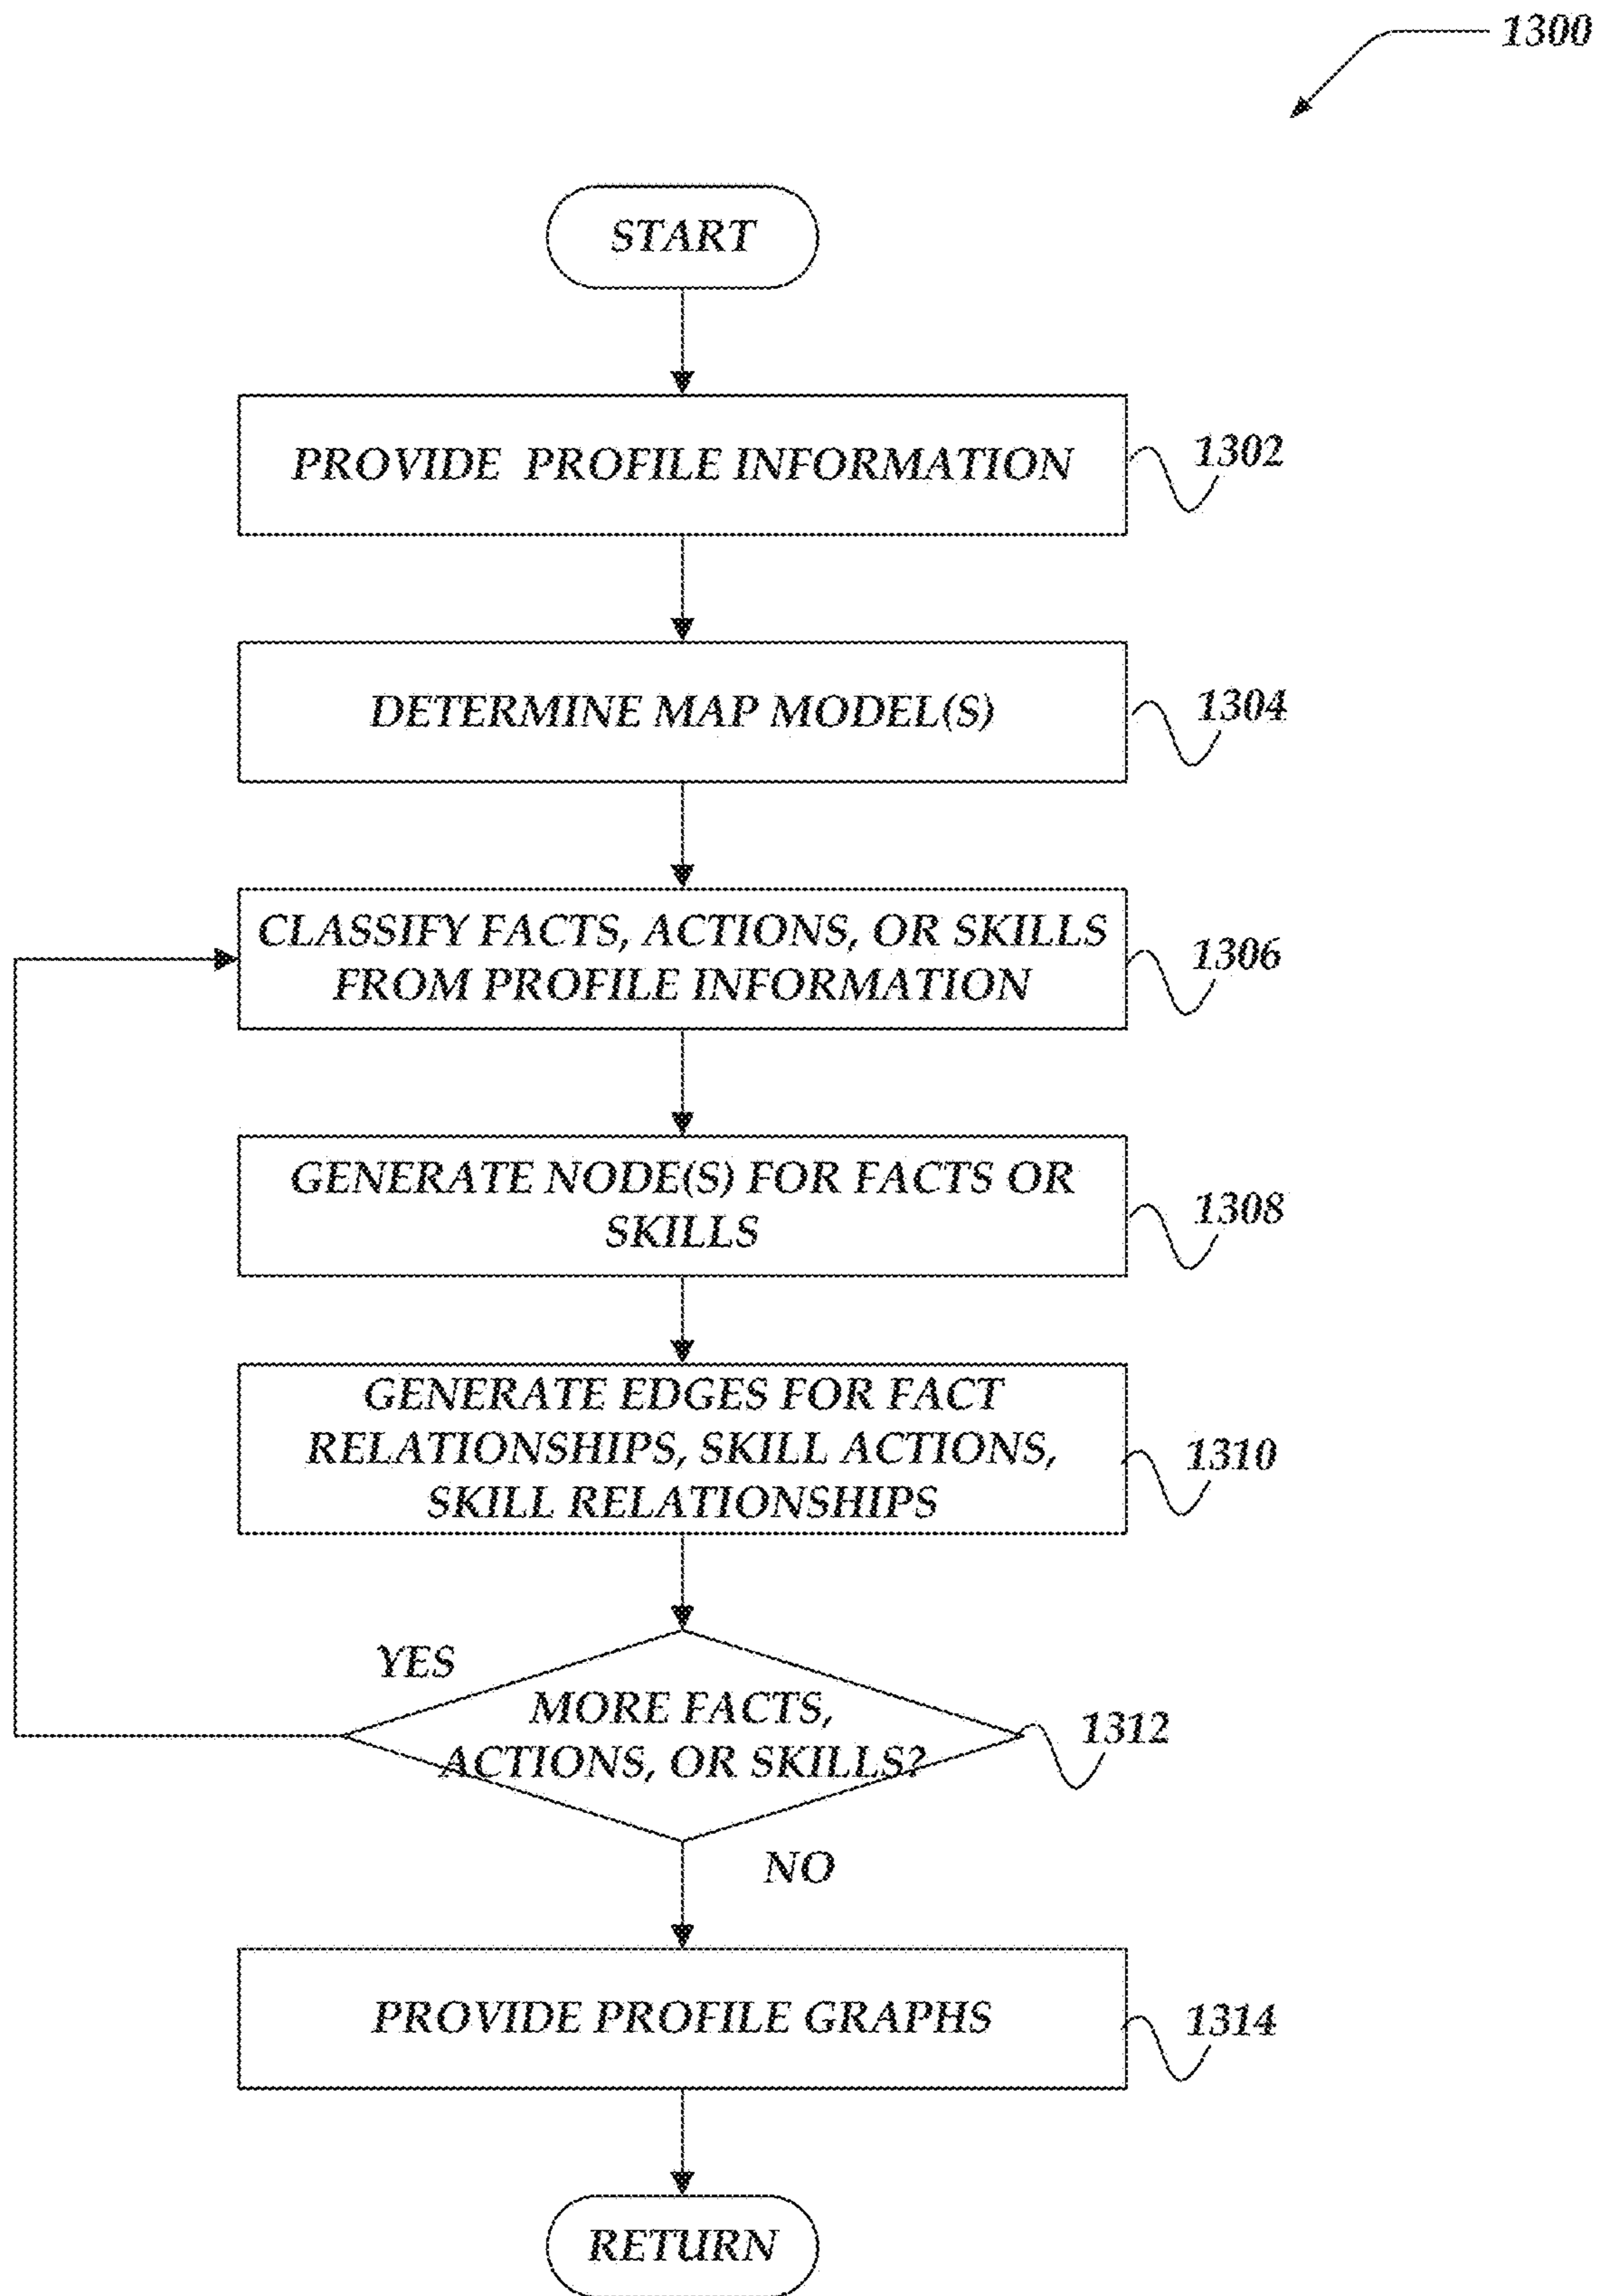 1300
START
PROVIDE PROFILE INFORMATION
1302
DETERMINE MAP MODEL(S)
1304
CLASSIFY FACTS, ACTIONS, OR SKILLS
FROM PROFILE INFORMATION
1306
GENERATE NODE(S) FOR FACTS OR
SKILLS
1308
GENERATE EDGES FOR FACT
RELATIONSHIPS, SKILL ACTIONS,
SKILL RELATIONSHIPS
1310
YES
MORE FACTS,
ACTIONS, OR SKILLS?
1312
NO
PROVIDE PROFILE GRAPHS
1314
RETURN